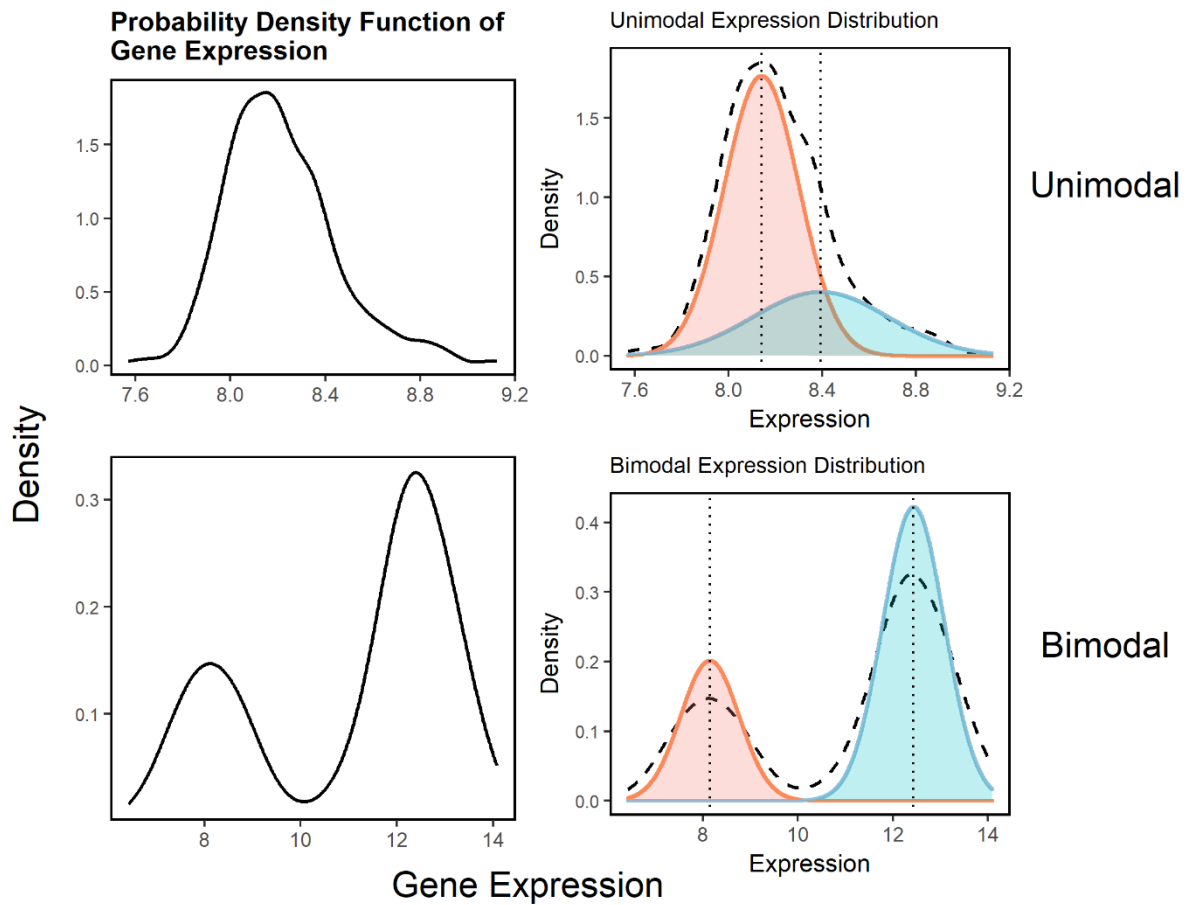 Probability Density Function of
Gene Expression
1.5
1.0
0.5
0.0
7.6 8.0 8.4 8.8 9.2
Unimodal Expression Distribution
Density
1.5
1.0
0.5
0.0
7.6 8.0 8.4 8.8 9.2
Expression
Unimodal
Density
0.3
0.2
0.1
8 10 12 14
Bimodal Expression Distribution
Density
0.4
0.3
0.2
0.1
0.0
8 10 12 14
Expression
Bimodal
Gene Expression